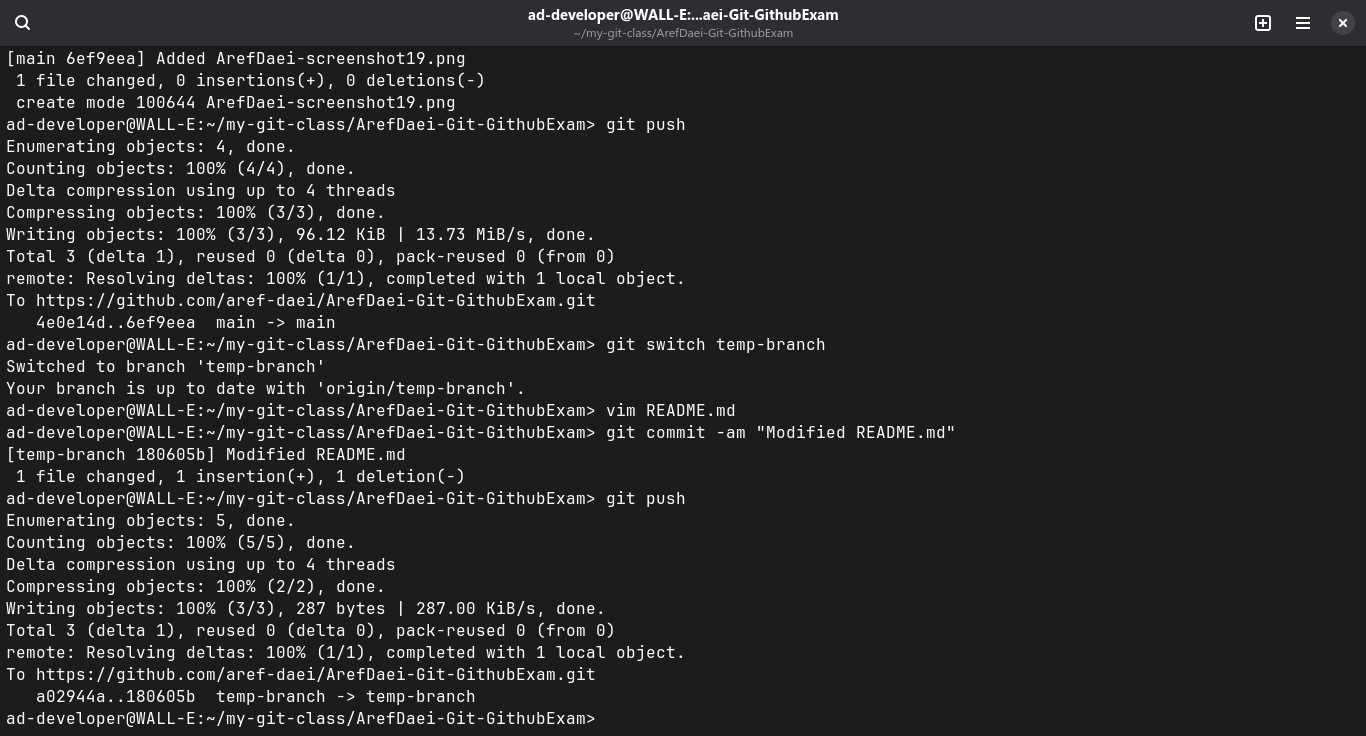 ad-developer@WALL-E:...aei-Git-GithubExam
~/my-git-class/ArefDaei-Git-GithubExam
[main 6ef9eea] Added ArefDaei-screenshot19.png
 1 file changed, 0 insertions(+), 0 deletions(-)
 create mode 100644 ArefDaei-screenshot19.png
ad-developer@WALL-E:~/my-git-class/ArefDaei-Git-GithubExam> git push
Enumerating objects: 4, done.
Counting objects: 100% (4/4), done.
Delta compression using up to 4 threads
Compressing objects: 100% (3/3), done.
Writing objects: 100% (3/3), 96.12 KiB | 13.73 MiB/s, done.
Total 3 (delta 1), reused 0 (delta 0), pack-reused 0 (from 0)
remote: Resolving deltas: 100% (1/1), completed with 1 local object.
To https://github.com/aref-daei/ArefDaei-Git-GithubExam.git
   4e0e14d..6ef9eea  main -> main
ad-developer@WALL-E:~/my-git-class/ArefDaei-Git-GithubExam> git switch temp-branch
Switched to branch 'temp-branch'
Your branch is up to date with 'origin/temp-branch'.
ad-developer@WALL-E:~/my-git-class/ArefDaei-Git-GithubExam> vim README.md
ad-developer@WALL-E:~/my-git-class/ArefDaei-Git-GithubExam> git commit -am "Modified README.md"
[temp-branch 180605b] Modified README.md
 1 file changed, 1 insertion(+), 1 deletion(-)
ad-developer@WALL-E:~/my-git-class/ArefDaei-Git-GithubExam> git push
Enumerating objects: 5, done.
Counting objects: 100% (5/5), done.
Delta compression using up to 4 threads
Compressing objects: 100% (2/2), done.
Writing objects: 100% (3/3), 287 bytes | 287.00 KiB/s, done.
Total 3 (delta 1), reused 0 (delta 0), pack-reused 0 (from 0)
remote: Resolving deltas: 100% (1/1), completed with 1 local object.
To https://github.com/aref-daei/ArefDaei-Git-GithubExam.git
   a02944a..180605b  temp-branch -> temp-branch
ad-developer@WALL-E:~/my-git-class/ArefDaei-Git-GithubExam>